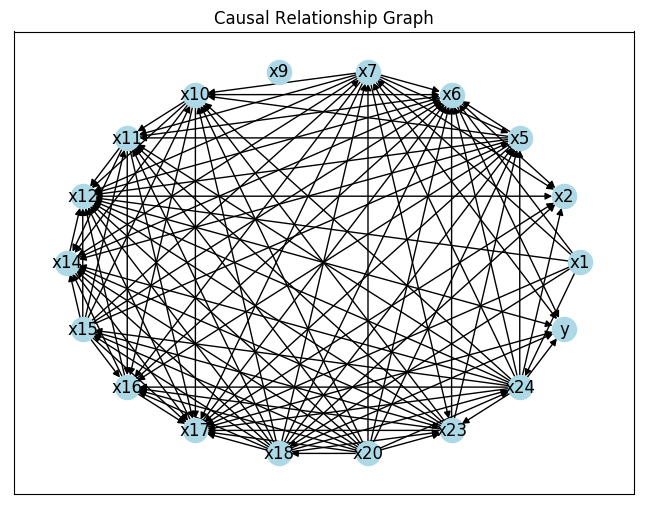 Causal Relationship Graph
x9
x7
x10
x6
x11
x5
x12
x2
x14
x1
x15
y
x16
x24
x17
x23
x18
x20